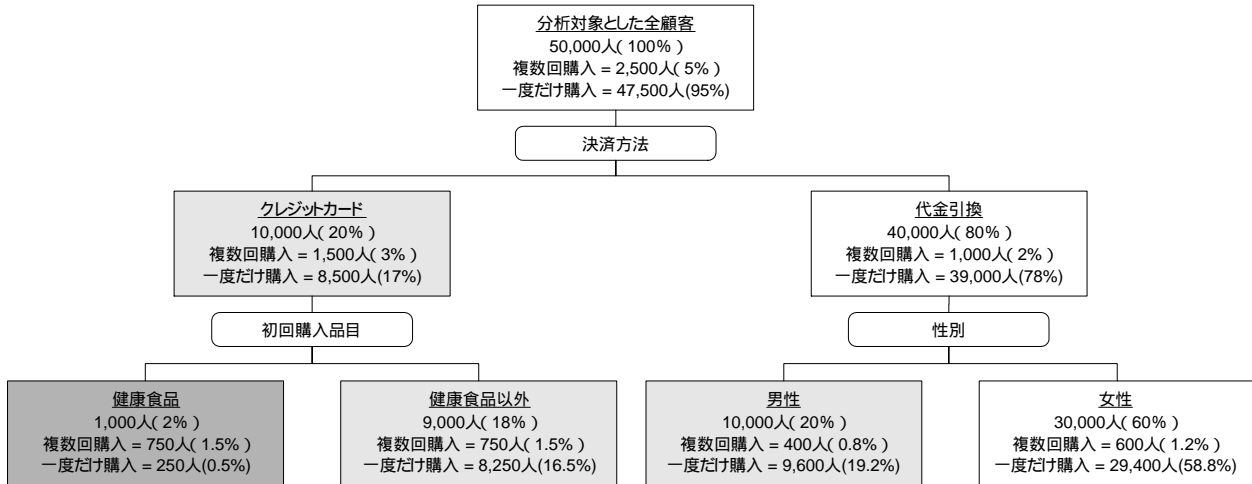 分析対象とした全顧客
50,000人( 100% )
複数回購入 = 2,500人( 5% )
一度だけ購入 = 47,500人(95%)
決済方法
クレジットカード
10,000人( 20% )
複数回購入 = 1,500人( 3% )
一度だけ購入 = 8,500人(17%)
代金引換
40,000人( 80% )
複数回購入 = 1,000人( 2% )
一度だけ購入 = 39,000人(78%)
初回購入品目
性別
健康食品
1,000人( 2% )
複数回購入 = 750人( 1.5% )
一度だけ購入 = 250人(0.5%)
健康食品以外
9,000人( 18% )
複数回購入 = 750人( 1.5% )
一度だけ購入 = 8,250人(16.5%)
男性
10,000人( 20% )
複数回購入 = 400人( 0.8% )
一度だけ購入 = 9,600人(19.2%)
女性
30,000人( 60% )
複数回購入 = 600人( 1.2% )
一度だけ購入 = 29,400人(58.8%)